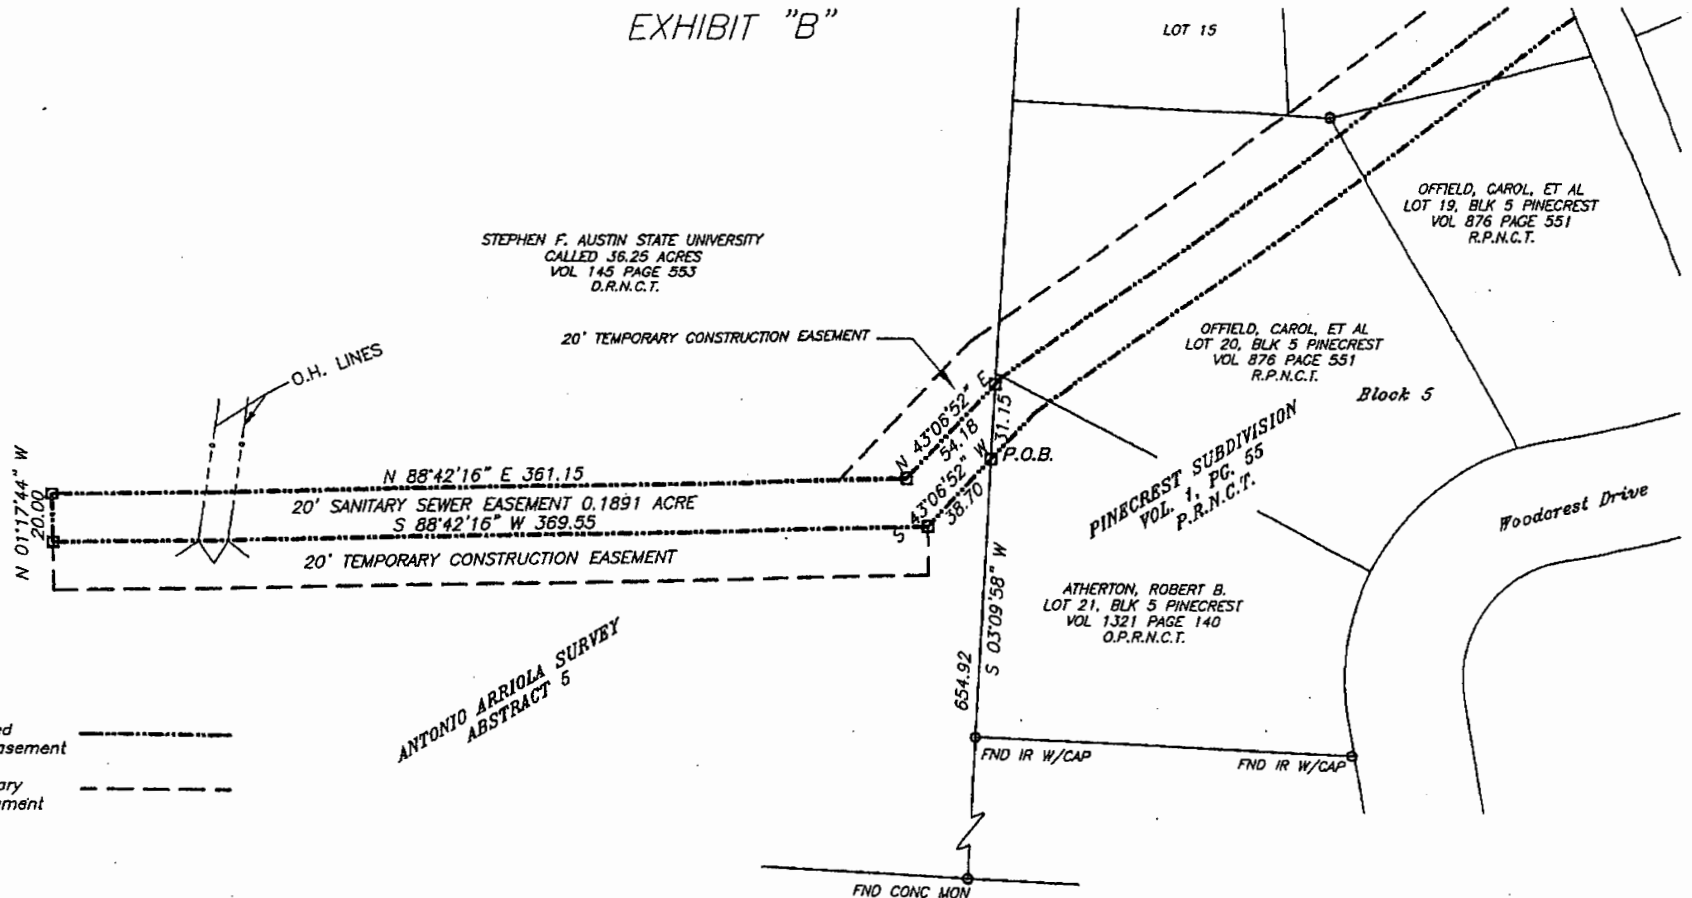 EXHIBIT "B"
LOT 15
OFFIELD, CAROL, ET AL
LOT 19, BLK 5 PINECREST
VOL 876 PAGE 551
R.P.N.C.T.
STEPHEN F. AUSTIN STATE UNIVERSITY
CALLED 36.25 ACRES
VOL 145 PAGE 553
D.R.N.C.T.
20' TEMPORARY CONSTRUCTION EASEMENT
OFFIELD, CAROL, ET AL
LOT 20, BLK 5 PINECREST
VOL 876 PAGE 551
R.P.N.C.T.
Block 5
O.H. LINES
N 43°06'52" E
54.18
31.15
S 43°06'52" W
38.70
P.O.B.
PINECREST SUBDIVISION
VOL. 1, PG. 55
P.R.N.C.T.
Woodcrest Drive
N 01°17'44" W
20.00
N 88°42'16" E 361.15
20' SANITARY SEWER EASEMENT 0.1891 ACRE
S 88°42'16" W 369.55
20' TEMPORARY CONSTRUCTION EASEMENT
S 03°09'58" W
654.92
ATHERTON, ROBERT B.
LOT 21, BLK 5 PINECREST
VOL 1321 PAGE 140
O.P.R.N.C.T.
ANTONIO ARRIOLA SURVEY
ABSTRACT 5
FND IR W/CAP
FND IR W/CAP
FND CONC MON